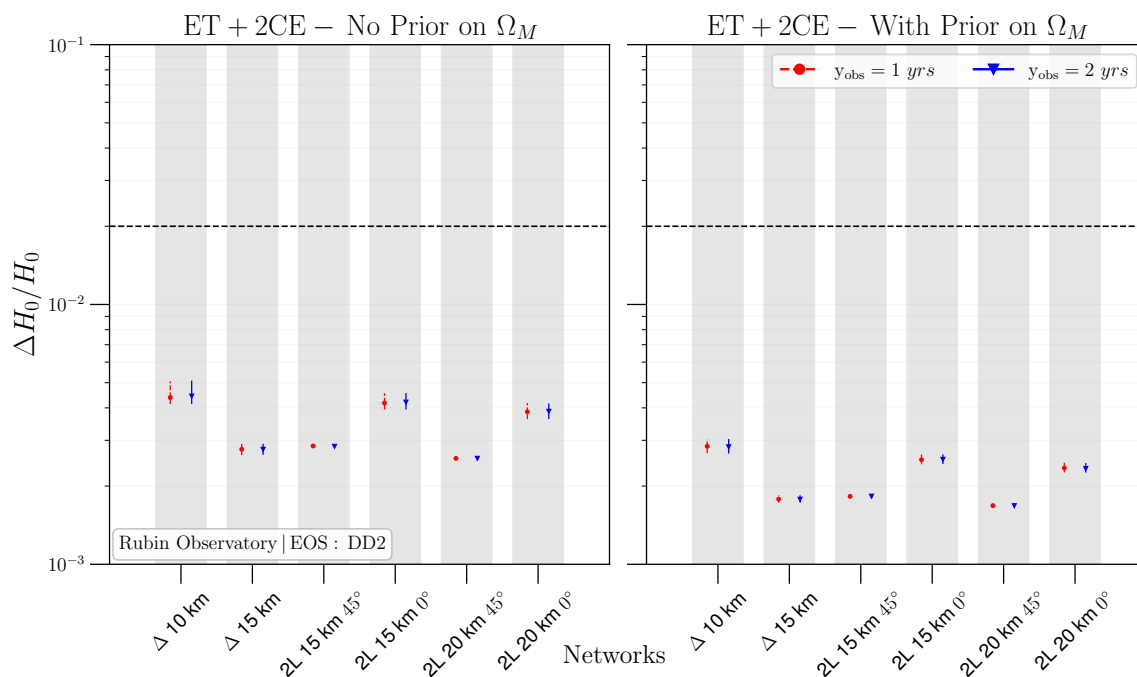 ET + 2CE − No Prior on Ω_M
ET + 2CE − With Prior on Ω_M
y_obs = 1 yrs
y_obs = 2 yrs
10⁻¹
10⁻²
10⁻³
ΔH₀/H₀
Rubin Observatory | EOS : DD2
Δ 10 km
Δ 15 km
2L 15 km 45°
2L 15 km 0°
2L 20 km 45°
2L 20 km 0°
Δ 10 km
Δ 15 km
2L 15 km 45°
2L 15 km 0°
2L 20 km 45°
2L 20 km 0°
Networks